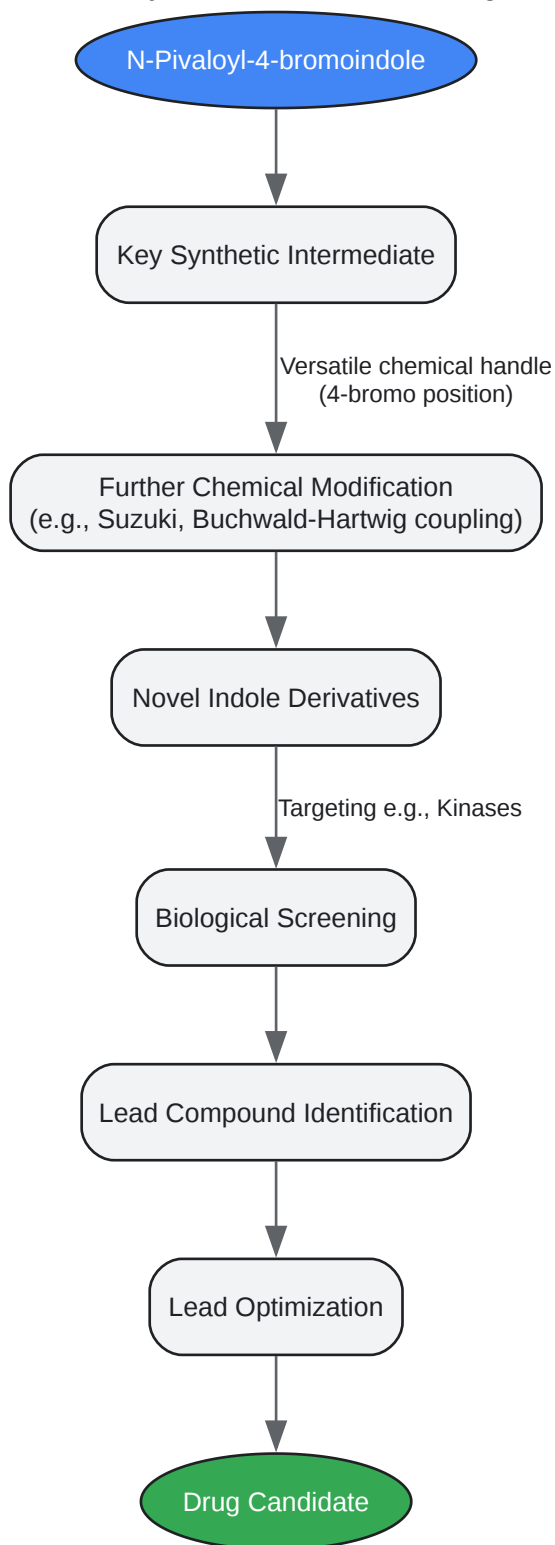 N-Pivaloyl-4-bromoindole
Key Synthetic Intermediate
Versatile chemical handle
(4-bromo position)
Further Chemical Modification
(e.g., Suzuki, Buchwald-Hartwig coupling)
Novel Indole Derivatives
Targeting e.g., Kinases
Biological Screening
Lead Compound Identification
Lead Optimization
Drug Candidate